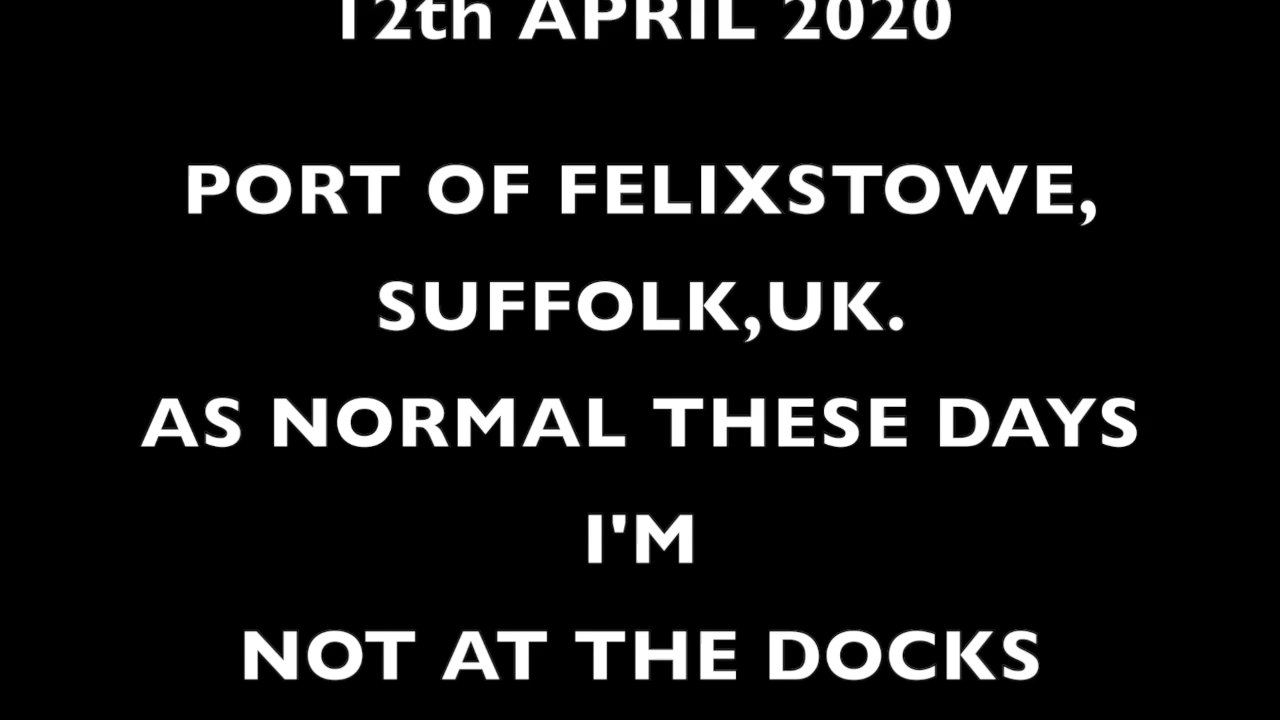 12th APRIL 2020
PORT OF FELIXSTOWE,
SUFFOLK,UK.
AS NORMAL THESE DAYS
I'M
NOT AT THE DOCKS